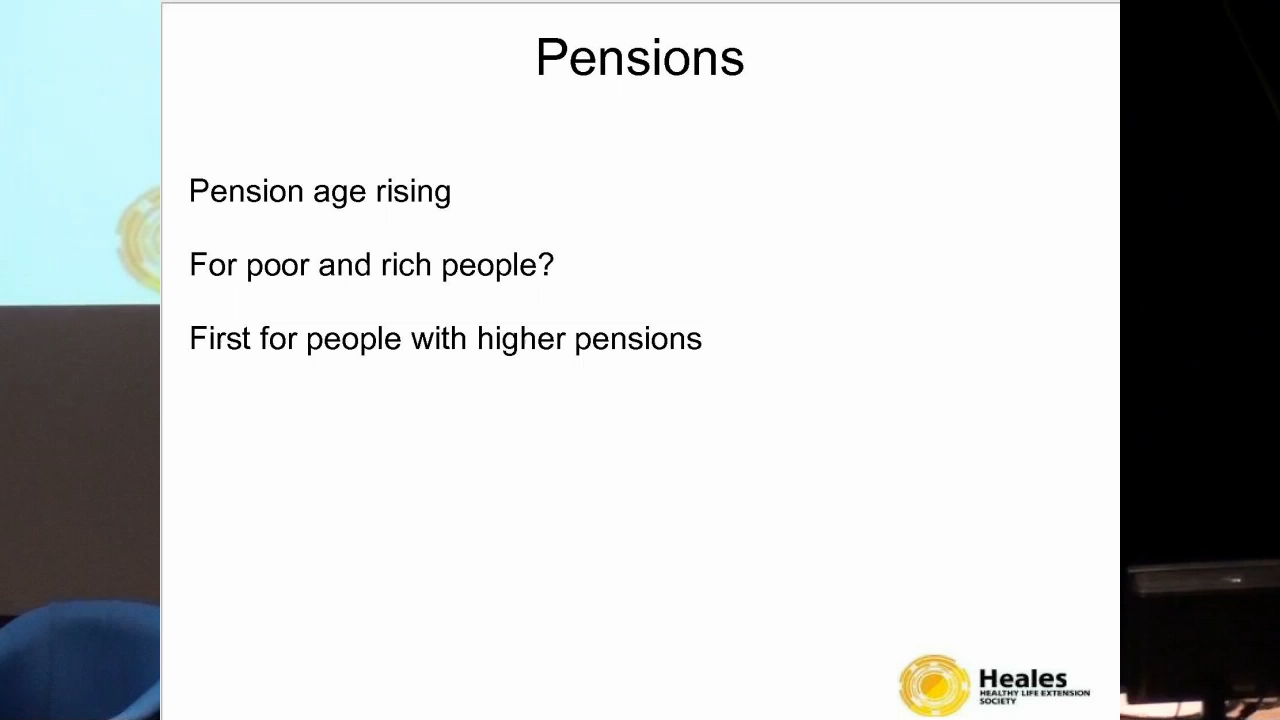 Pensions
Pension age rising
For poor and rich people?
First for people with higher pensions
Heales
HEALTHY LIFE EXTENSION
SOCIETY